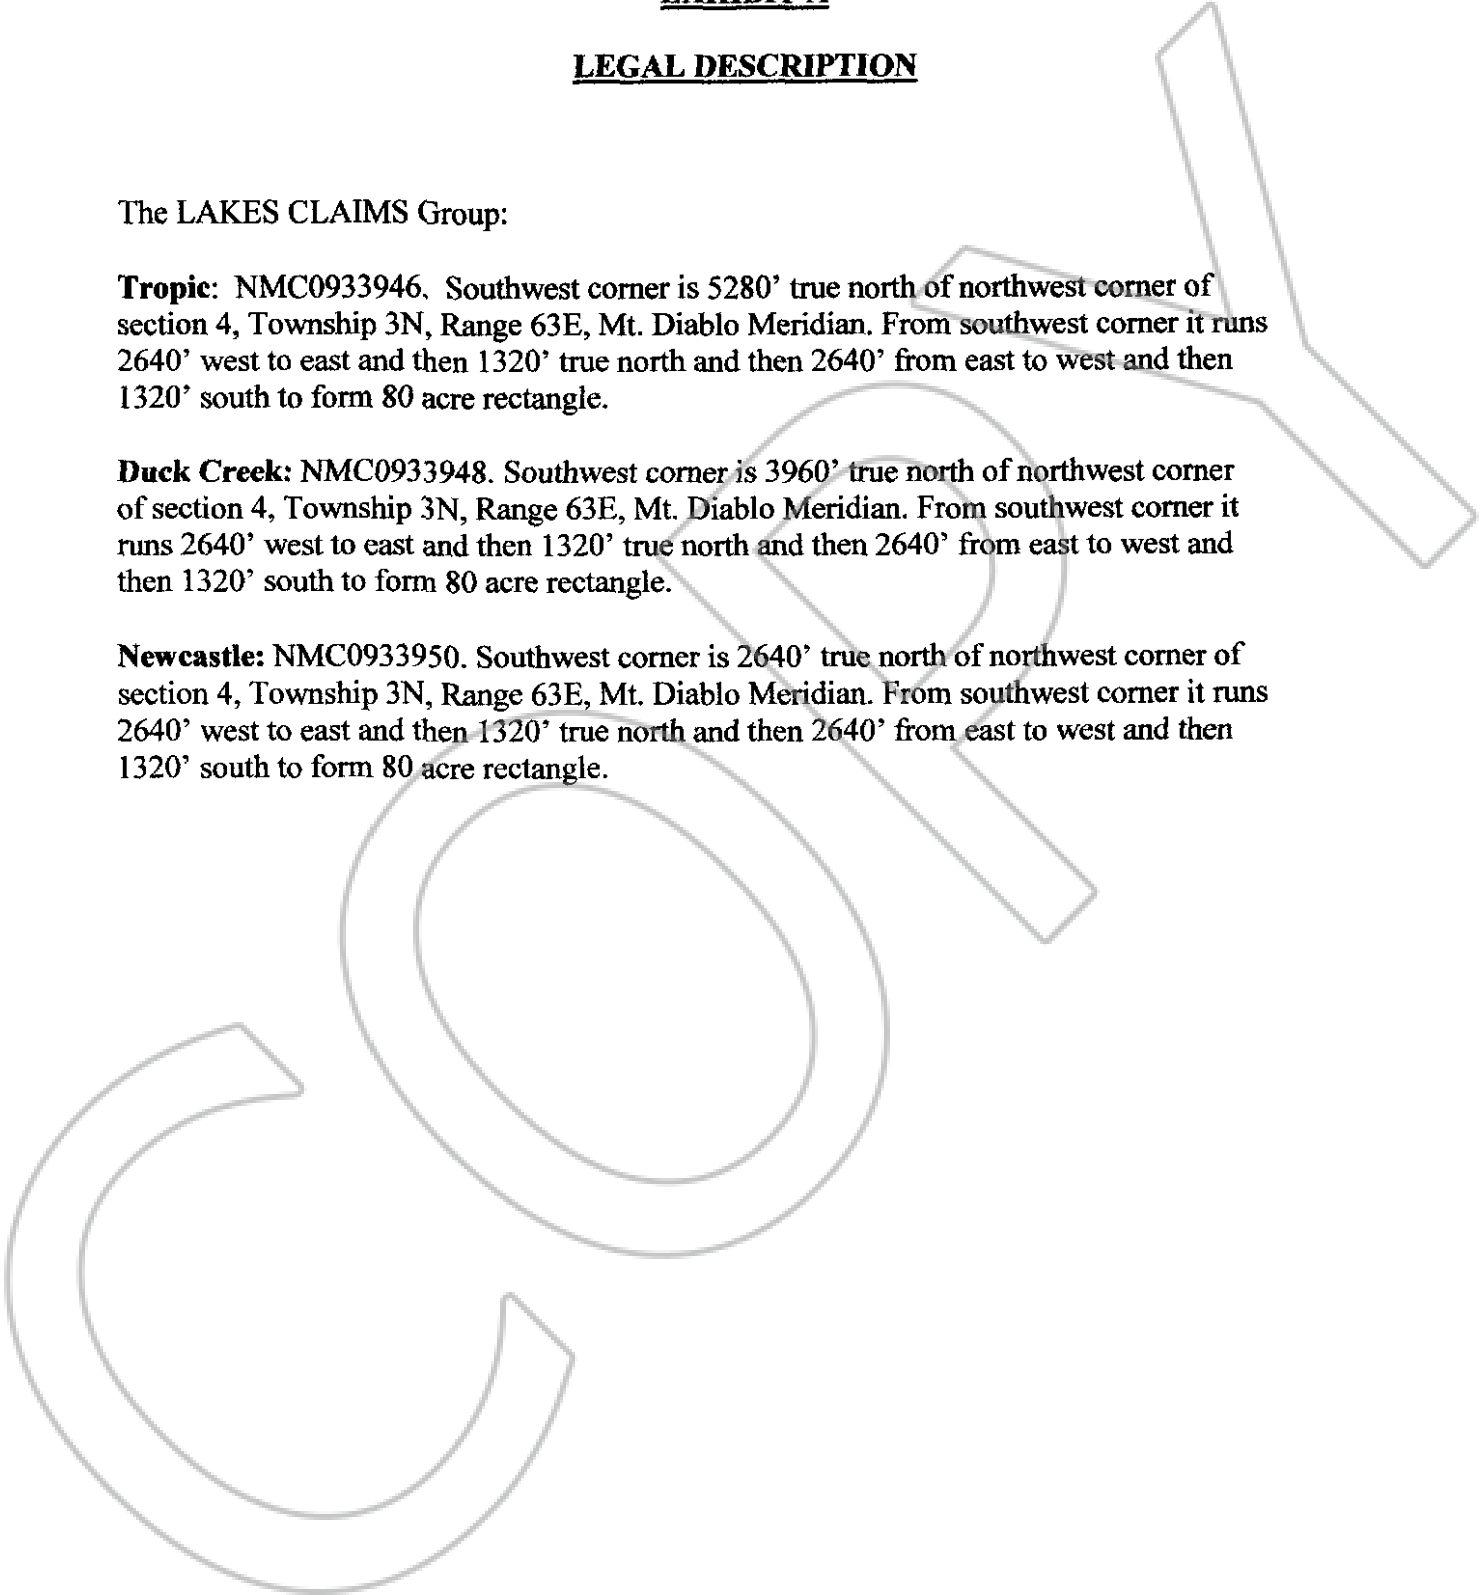 EXHIBIT A
LEGAL DESCRIPTION
The LAKES CLAIMS Group:
Tropic: NMC0933946. Southwest corner is 5280' true north of northwest corner of
section 4, Township 3N, Range 63E, Mt. Diablo Meridian. From southwest corner it runs
2640' west to east and then 1320' true north and then 2640' from east to west and then
1320' south to form 80 acre rectangle.
Duck Creek: NMC0933948. Southwest corner is 3960' true north of northwest corner
of section 4, Township 3N, Range 63E, Mt. Diablo Meridian. From southwest corner it
runs 2640' west to east and then 1320' true north and then 2640' from east to west and
then 1320' south to form 80 acre rectangle.
Newcastle: NMC0933950. Southwest corner is 2640' true north of northwest corner of
section 4, Township 3N, Range 63E, Mt. Diablo Meridian. From southwest corner it runs
2640' west to east and then 1320' true north and then 2640' from east to west and then
1320' south to form 80 acre rectangle.
COPY